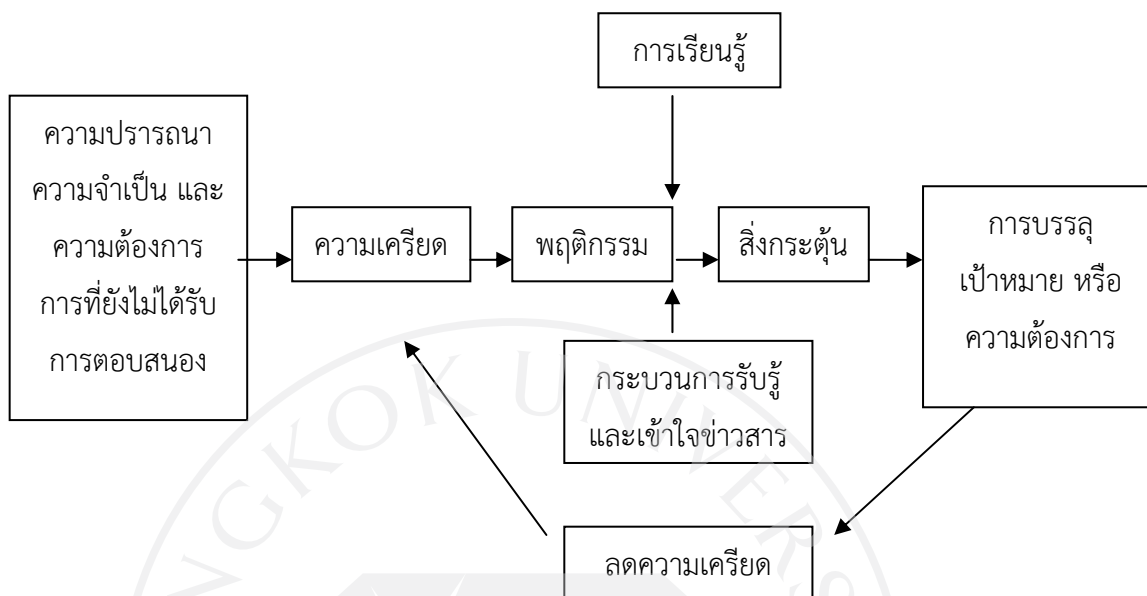 การเรียนรู้
ความปรารถนา
ความจำเป็น และ
ความต้องการ
การที่ยังไม่ได้รับ
การตอบสนอง
ความเครียด
พฤติกรรม
สิ่งกระตุ้น
การบรรลุ
เป้าหมาย หรือ
ความต้องการ
กระบวนการรับรู้
และเข้าใจข่าวสาร
ลดความเครียด
NGKOK UNIVERS